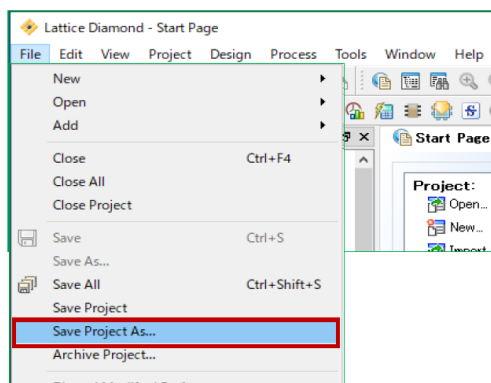 Lattice Diamond - Start Page
File Edit View Project Design Process Tools Window Help
New
Open
Add
Start Page
Close Ctrl+F4
Close All
Project:
Close Project
Open...
New...
Save Ctrl+S
Import
Save As...
Save All Ctrl+Shift+S
Save Project
Save Project As...
Archive Project...